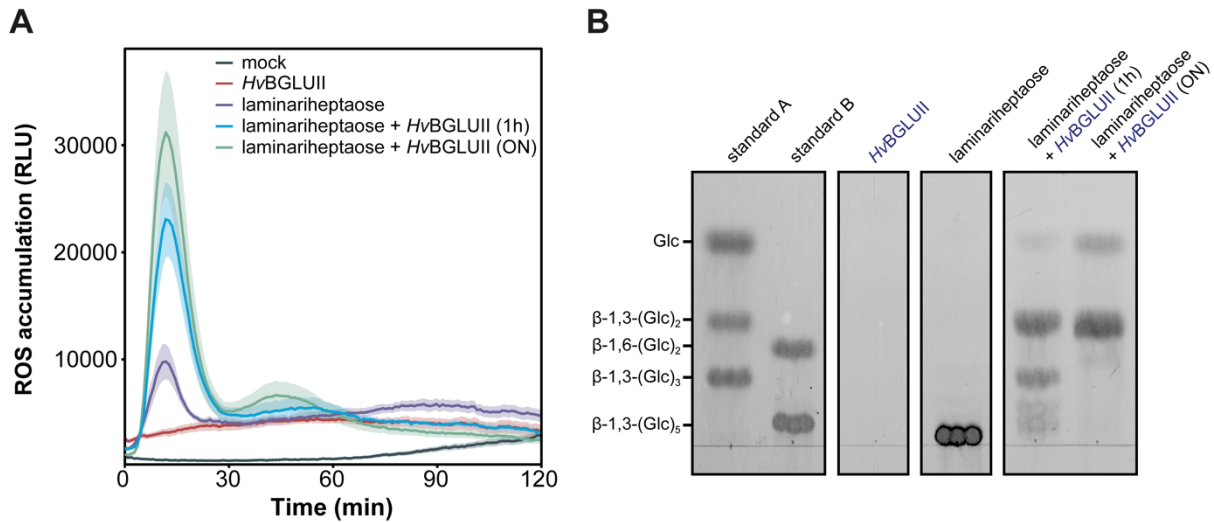 A
ROS accumulation (RLU)
30000
20000
10000
0
30
60
90
120
Time (min)
mock
HvBGLUII
laminariheptaose
laminariheptaose + HvBGLUII (1h)
laminariheptaose + HvBGLUII (ON)
B
standard A
standard B
HvBGLUII
laminariheptaose
laminariheptaose
+ HvBGLUII (1h)
laminariheptaose
+ HvBGLUII (ON)
Glc
β-1,3-(Glc)₂
β-1,6-(Glc)₂
β-1,3-(Glc)₃
β-1,3-(Glc)₅